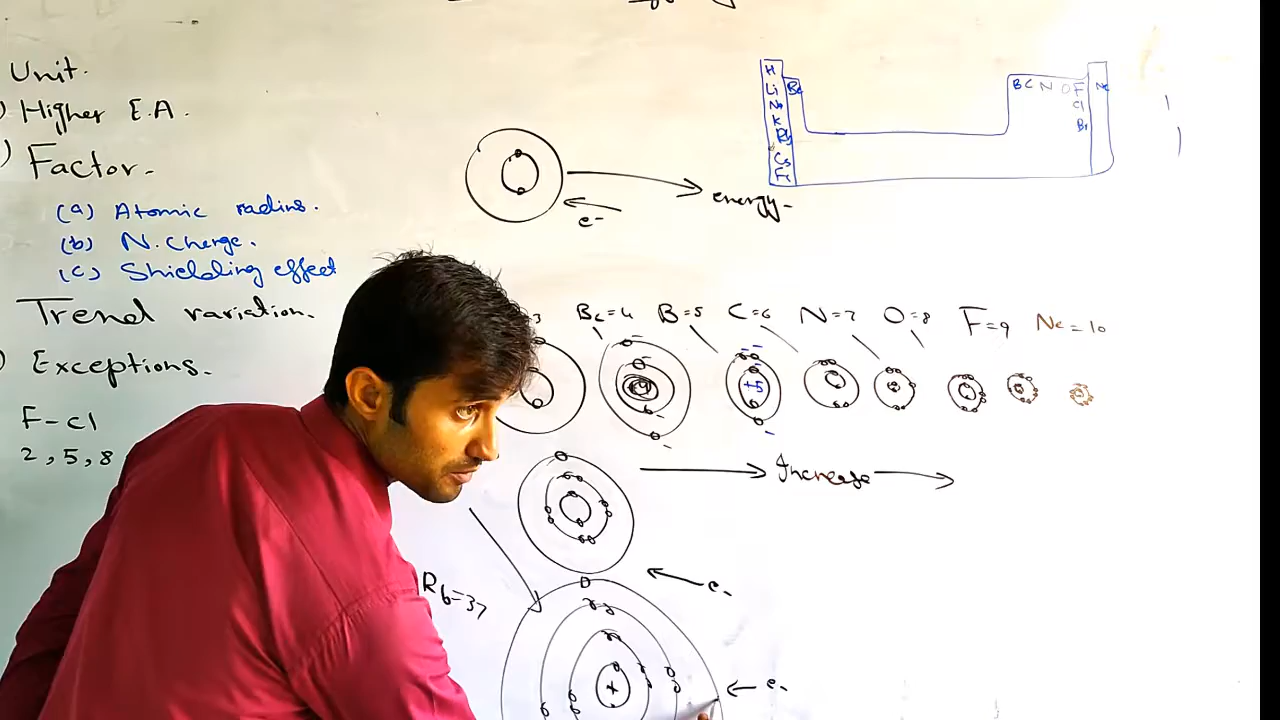 Unit.
Higher E.A.
Factor.
(a) Atomic radius.
(b) N. Charge.
(c) Shielding effect
Trend variation.
Exceptions.
F-Cl
2, 5, 8
H
Li Be
Na
K
Rb
Cs
Fr
B C N O F Ne
Cl
Br
energy.
e-
Be=4 B=5 C=6 N=7 O=8 F=9 Ne=10
+5
Increase
e-
Rb=37
+
e-